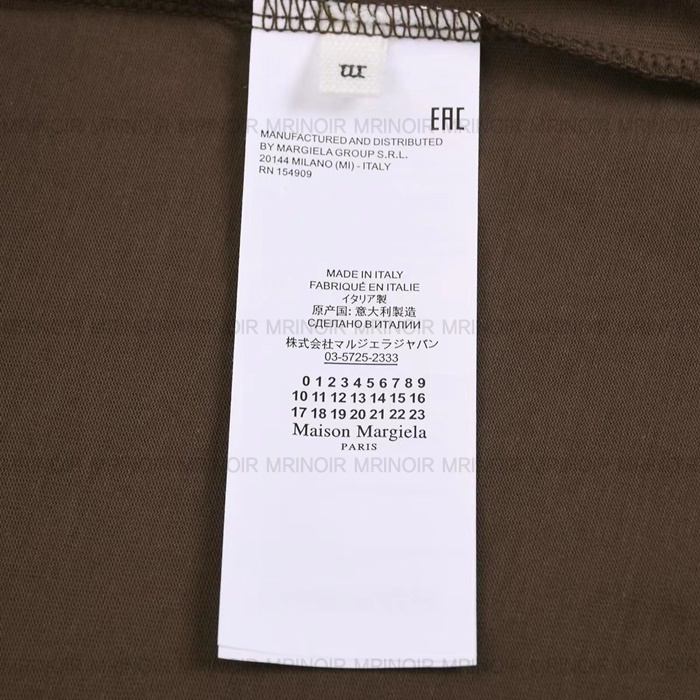 m
EAC
MANUFACTURED AND DISTRIBUTED
BY MARGIELA GROUP S.R.L.
20144 MILANO (MI) - ITALY
RN 154909
MADE IN ITALY
FABRIQUÉ EN ITALIE
イタリア製
原产国: 意大利製造
СДЕЛАНО В ИТАЛИИ
株式会社マルジェラジャパン
03-5725-2333
0 1 2 3 4 5 6 7 8 9
10 11 12 13 14 15 16
17 18 19 20 21 22 23
Maison Margiela
PARIS
MRINOIR MRINOIR MRINOIR MRINOIR MRINOIR MRINOIR